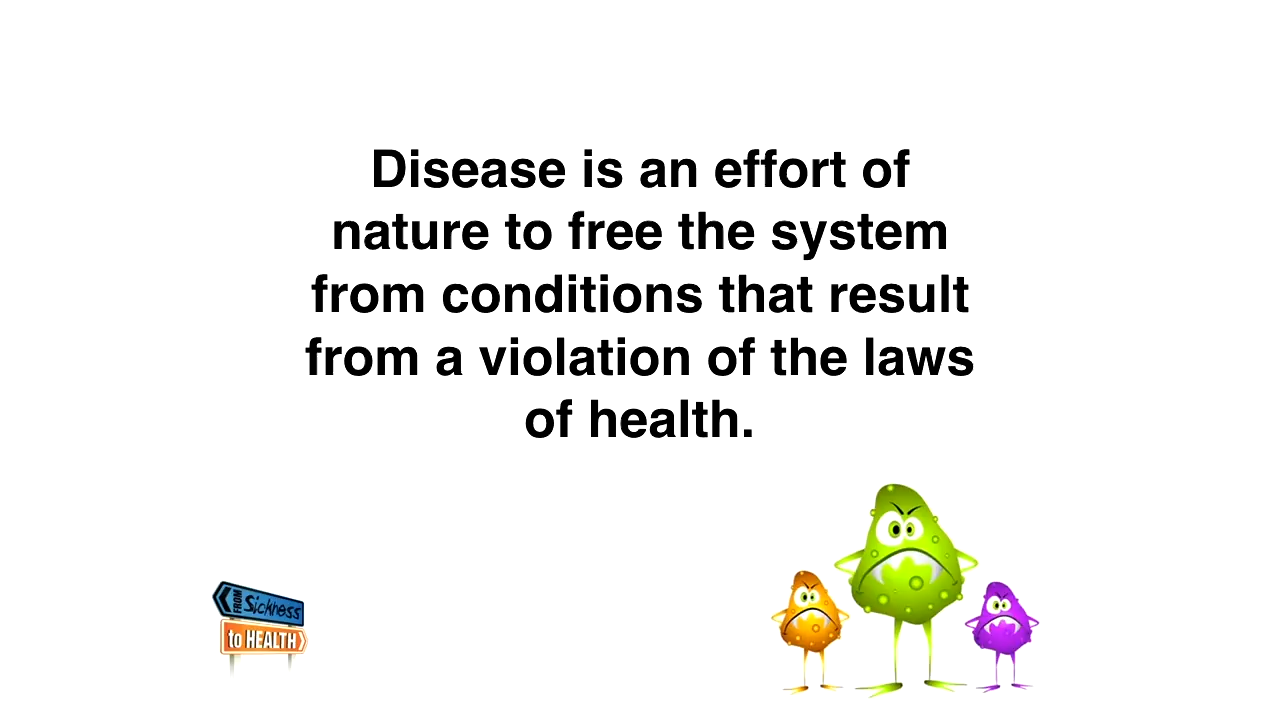 Disease is an effort of
nature to free the system
from conditions that result
from a violation of the laws
of health.
FROM Sickness
to HEALTH